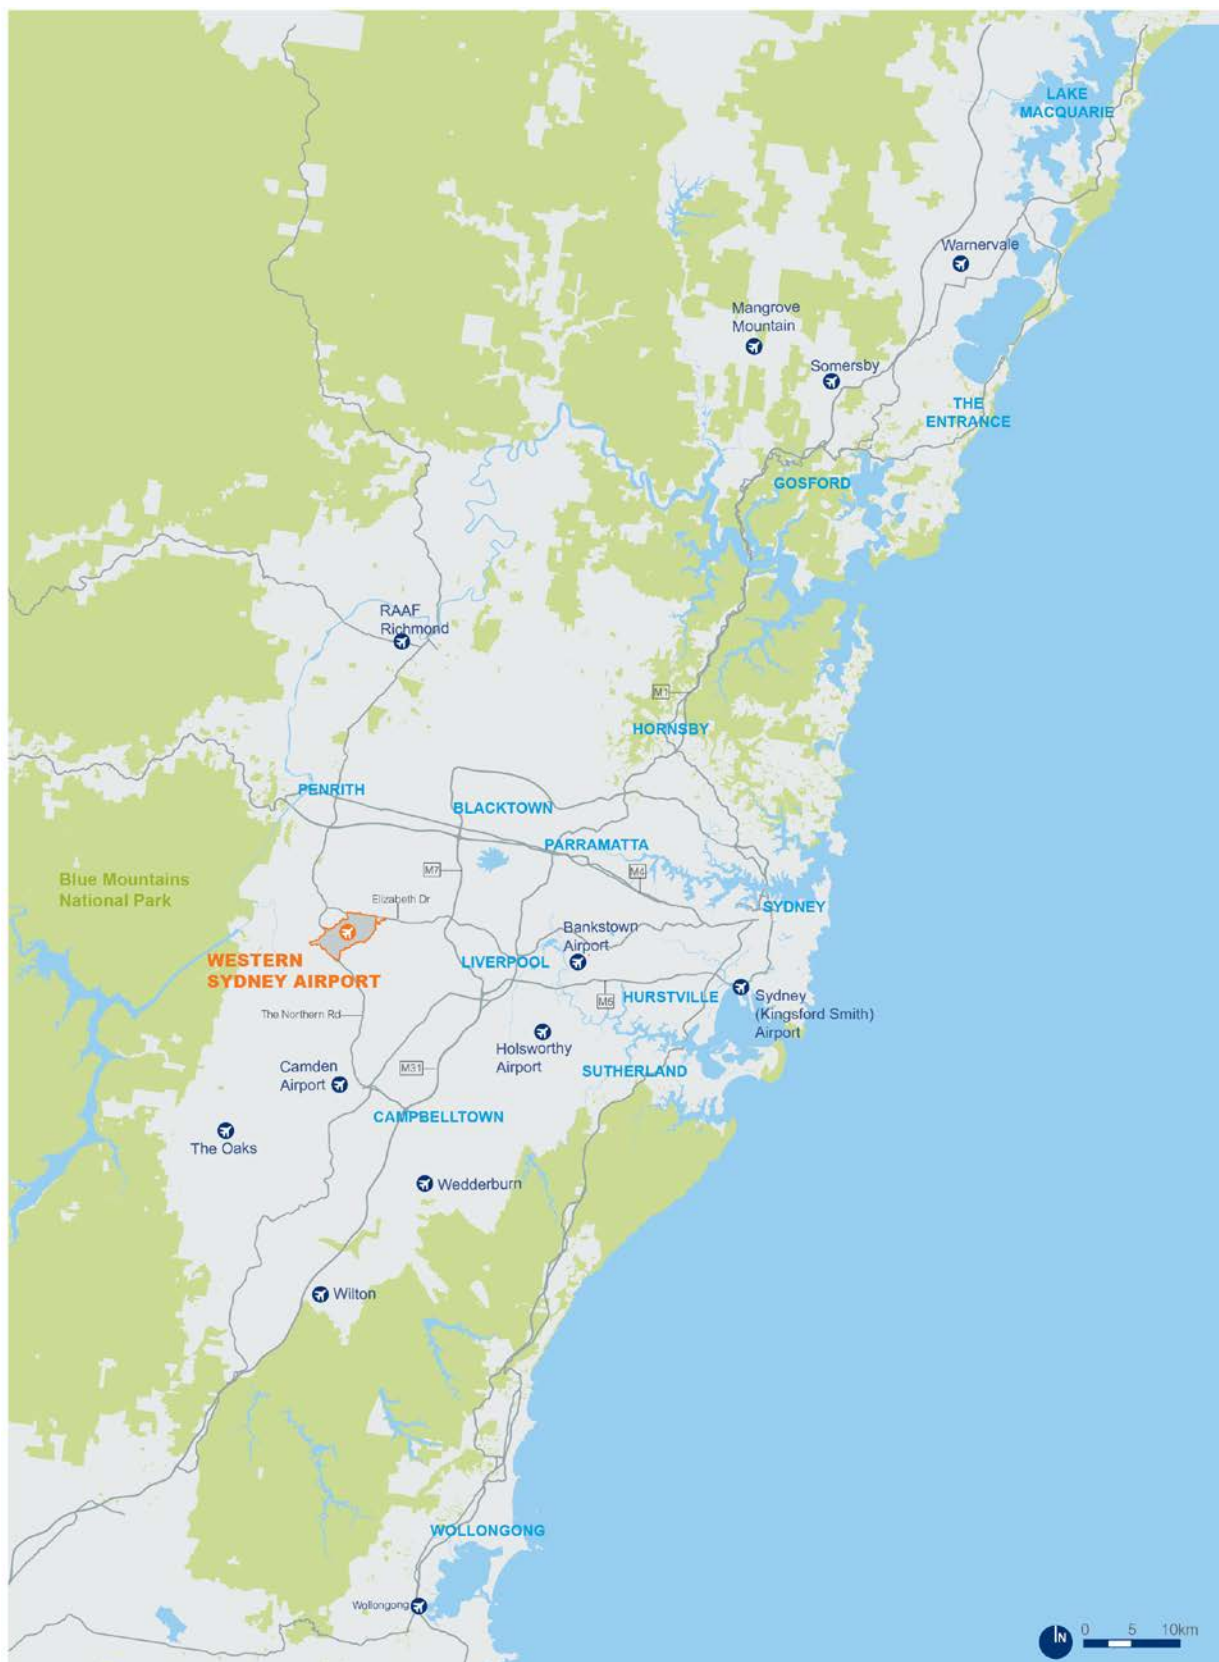 LAKE
MACQUARIE
Warnervale
Mangrove
Mountain
Somersby
THE
ENTRANCE
GOSFORD
RAAF
Richmond
M1
HORNSBY
PENRITH
BLACKTOWN
PARRAMATTA
M7
M4
Blue Mountains
National Park
Elizabeth Dr
SYDNEY
Bankstown
Airport
WESTERN
SYDNEY AIRPORT
LIVERPOOL
HURSTVILLE
M5
Sydney
(Kingsford Smith)
Airport
The Northern Rd
Holsworthy
Airport
Camden
Airport
M31
SUTHERLAND
CAMPBELLTOWN
The Oaks
Wedderburn
Wilton
WOLLONGONG
Wollongong
N
0 5 10km